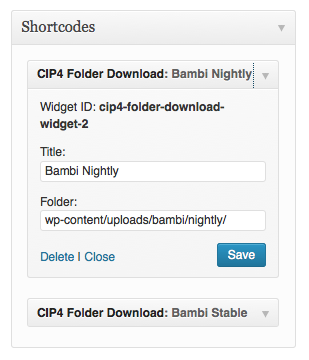 Shortcodes
CIP4 Folder Download: Bambi Nightly
Widget ID: cip4-folder-download-
widget-2
Title:
Bambi Nightly
Folder:
wp-content/uploads/bambi/nightly/
Delete | Close Save
CIP4 Folder Download: Bambi Stable